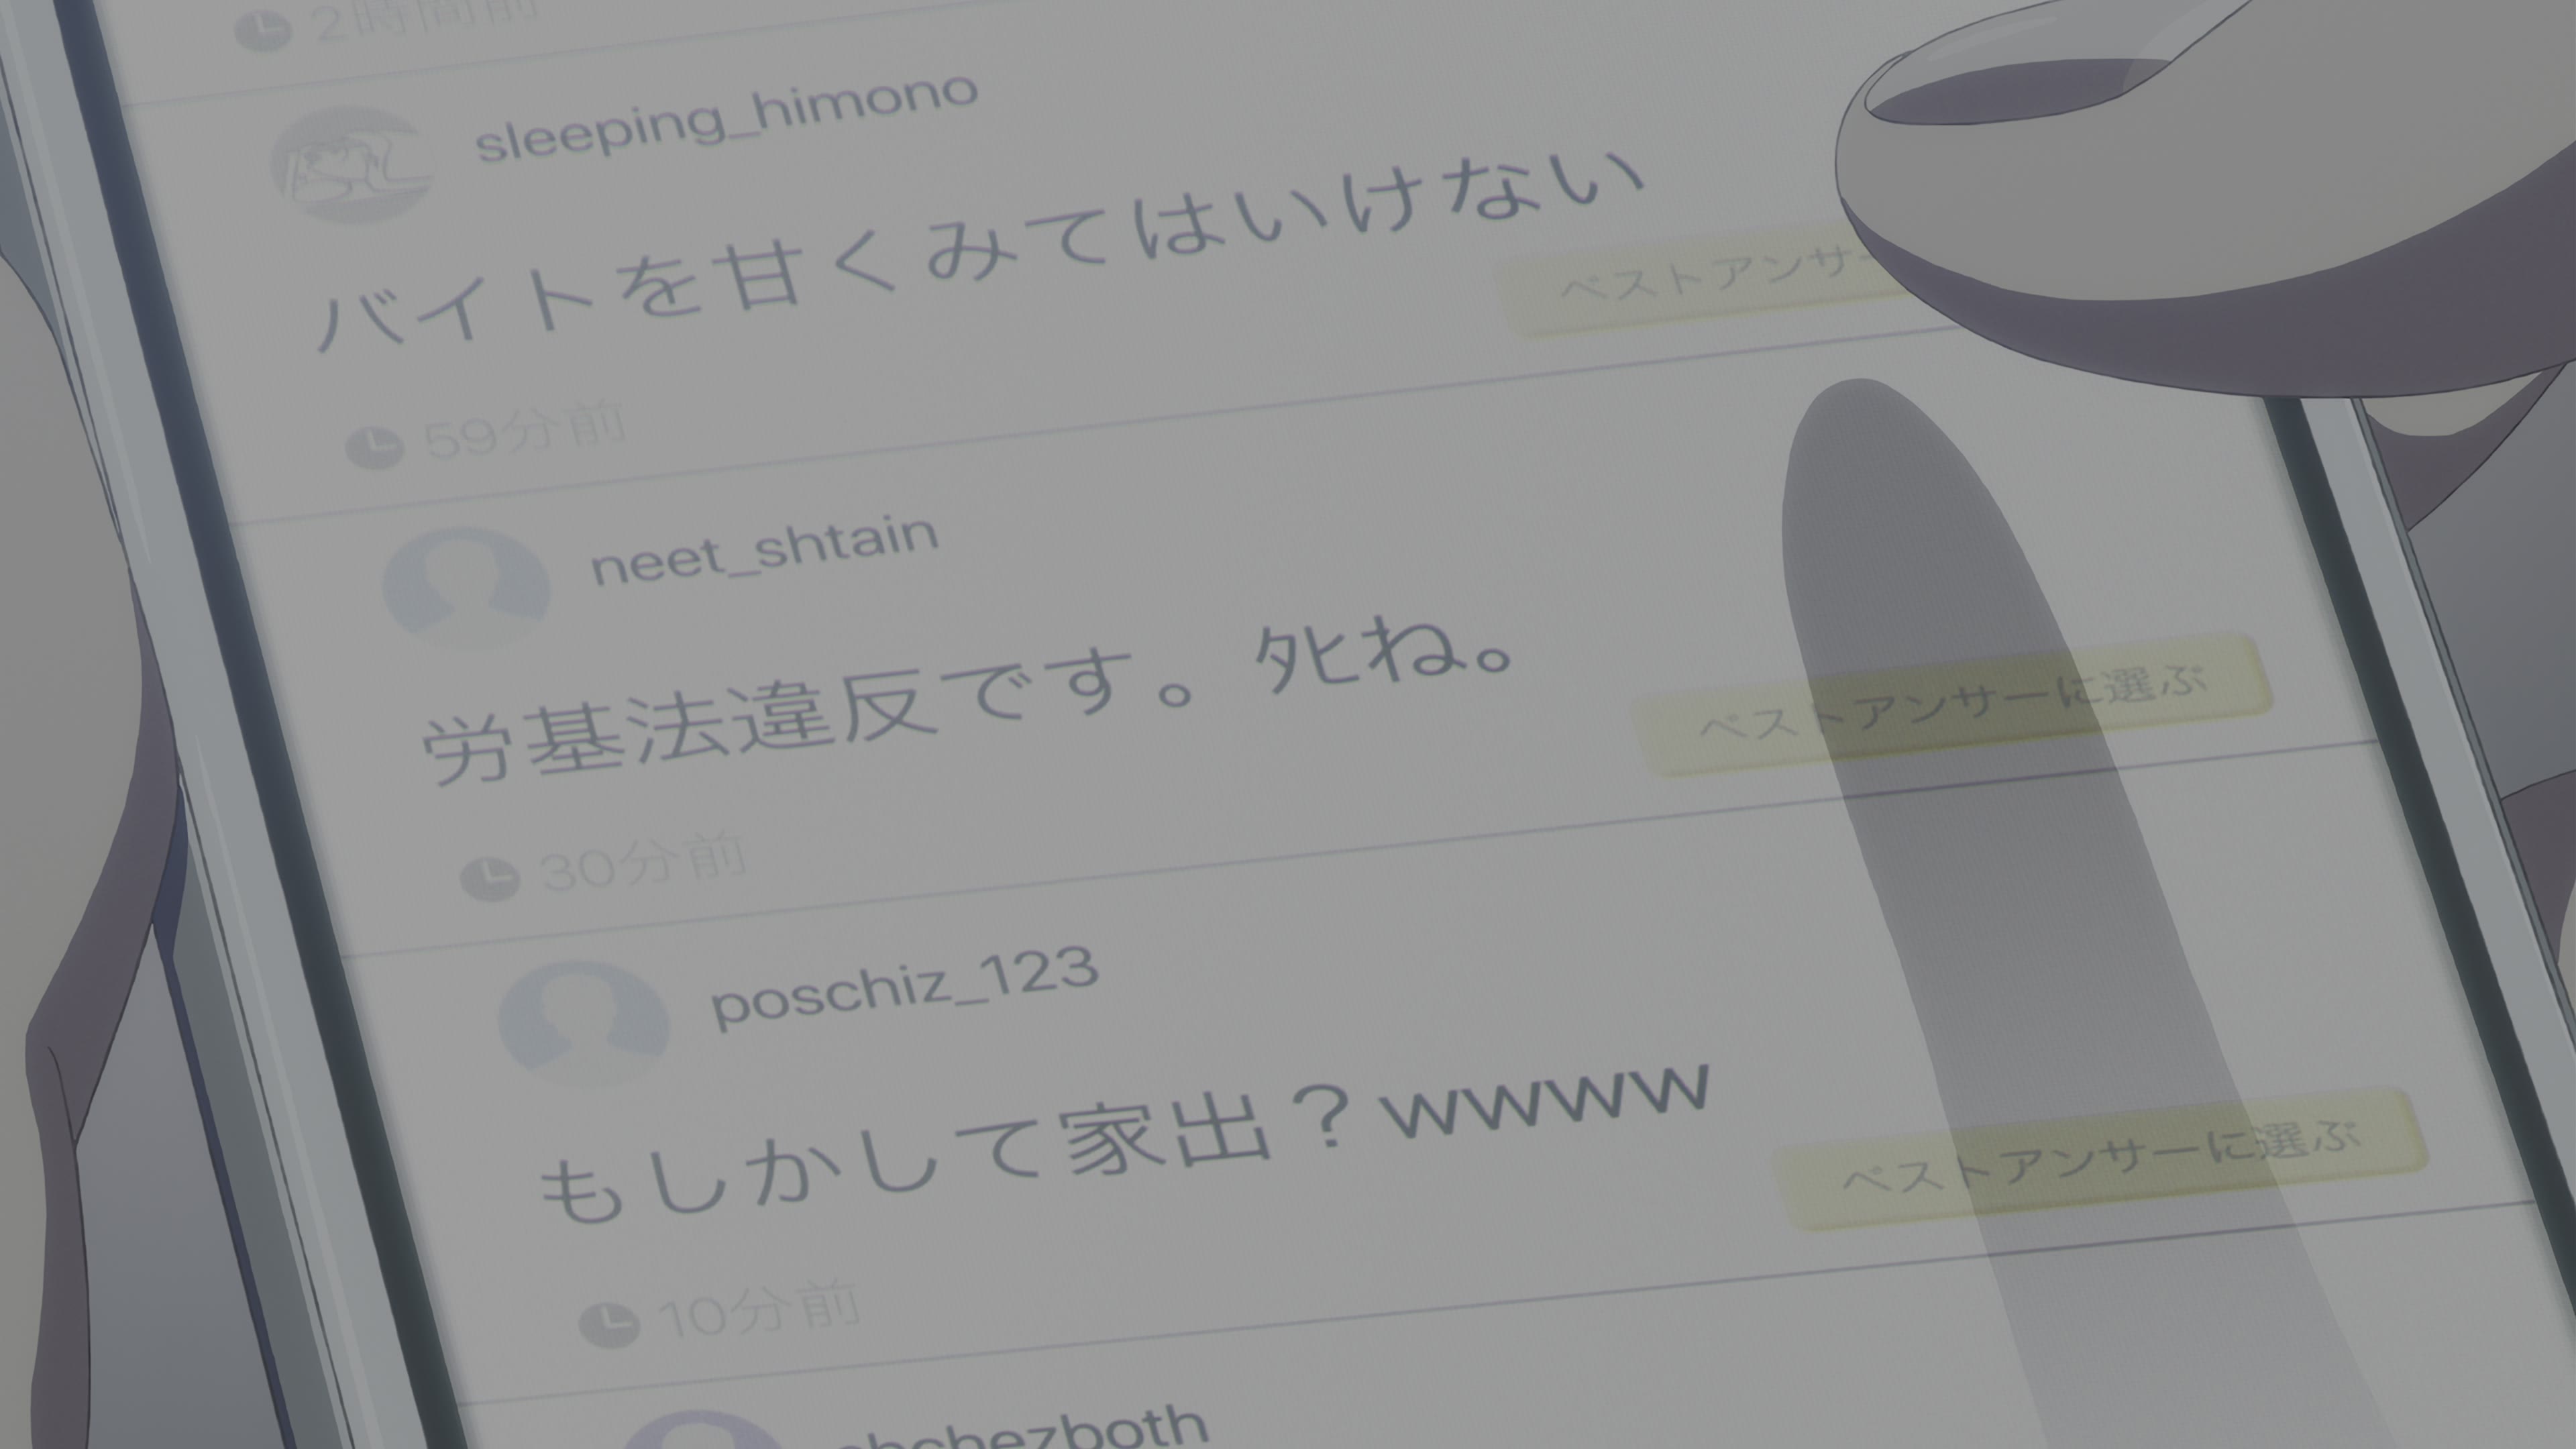 2時間前
sleeping_himono
バイトを甘くみてはいけない
ベストアンサー
59分前
neet_shtain
労基法違反です。タヒね。
ベストアンサーに選ぶ
30分前
poschiz_123
もしかして家出？wwww
ベストアンサーに選ぶ
10分前